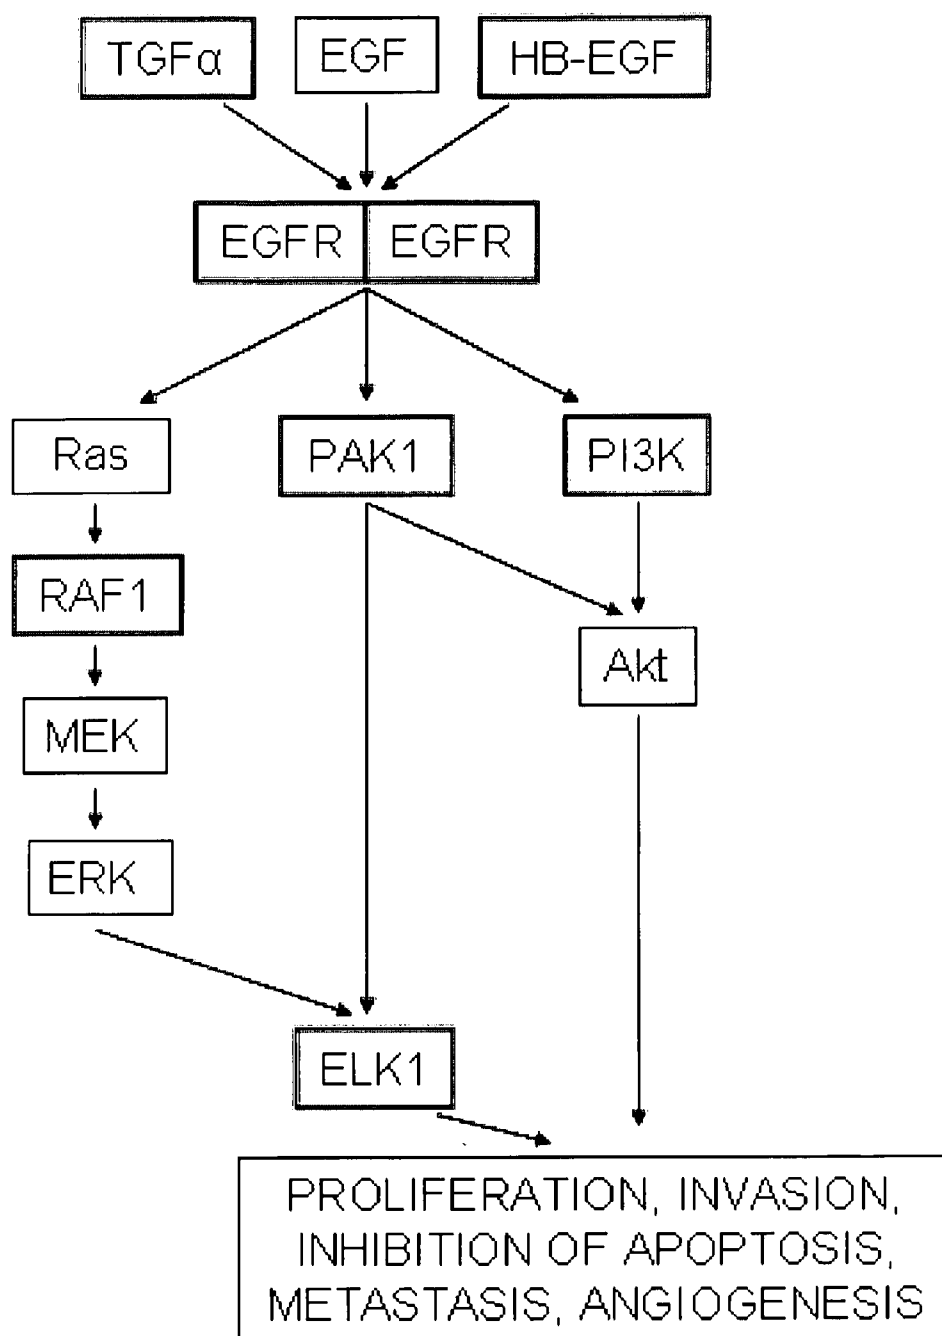 TGFα
EGF
HB-EGF
EGFR
EGFR
Ras
PAK1
PI3K
RAF1
Akt
MEK
ERK
ELK1
PROLIFERATION, INVASION,
INHIBITION OF APOPTOSIS,
METASTASIS, ANGIOGENESIS